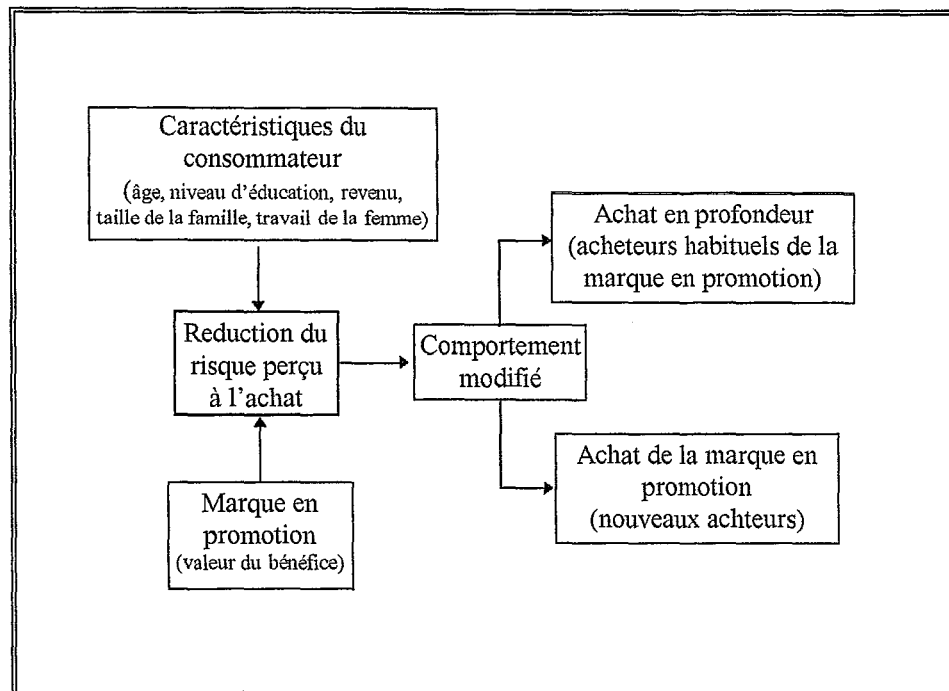 Caractéristiques du
consommateur
(âge, niveau d'éducation, revenu,
taille de la famille, travail de la femme)
Reduction du
risque perçu
à l'achat
Marque en
promotion
(valeur du bénéfice)
Comportement
modifié
Achat en profondeur
(acheteurs habituels de la
marque en promotion)
Achat de la marque en
promotion
(nouveaux achteurs)